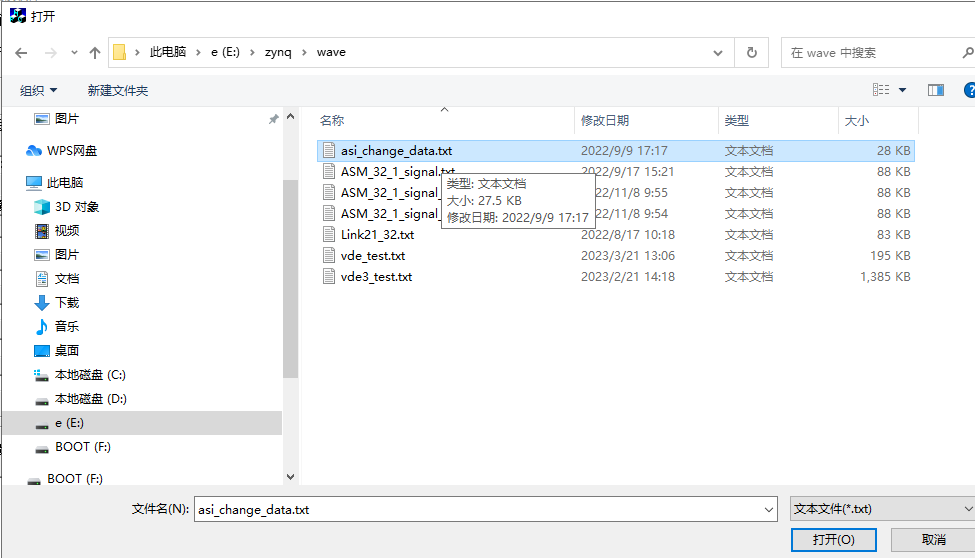 打开
此电脑 › e (E:) › zynq › wave
在 wave 中搜索
组织
新建文件夹
图片
WPS网盘
此电脑
3D 对象
视频
图片
文档
下载
音乐
桌面
本地磁盘 (C:)
本地磁盘 (D:)
e (E:)
BOOT (F:)
BOOT (F:)
名称 修改日期 类型 大小
asi_change_data.txt 2022/9/9 17:17 文本文档 28 KB
ASM_32_1_signal.txt 2022/9/17 15:21 文本文档 88 KB
ASM_32_1_signal_ 2022/11/8 9:55 文本文档 88 KB
ASM_32_1_signal_ 2022/11/8 9:54 文本文档 88 KB
Link21_32.txt 2022/8/17 10:18 文本文档 83 KB
vde_test.txt 2023/3/21 13:06 文本文档 195 KB
vde3_test.txt 2023/2/21 14:18 文本文档 1,385 KB
类型: 文本文档
大小: 27.5 KB
修改日期: 2022/9/9 17:17
文件名(N): asi_change_data.txt 文本文件(*.txt)
打开(O) 取消